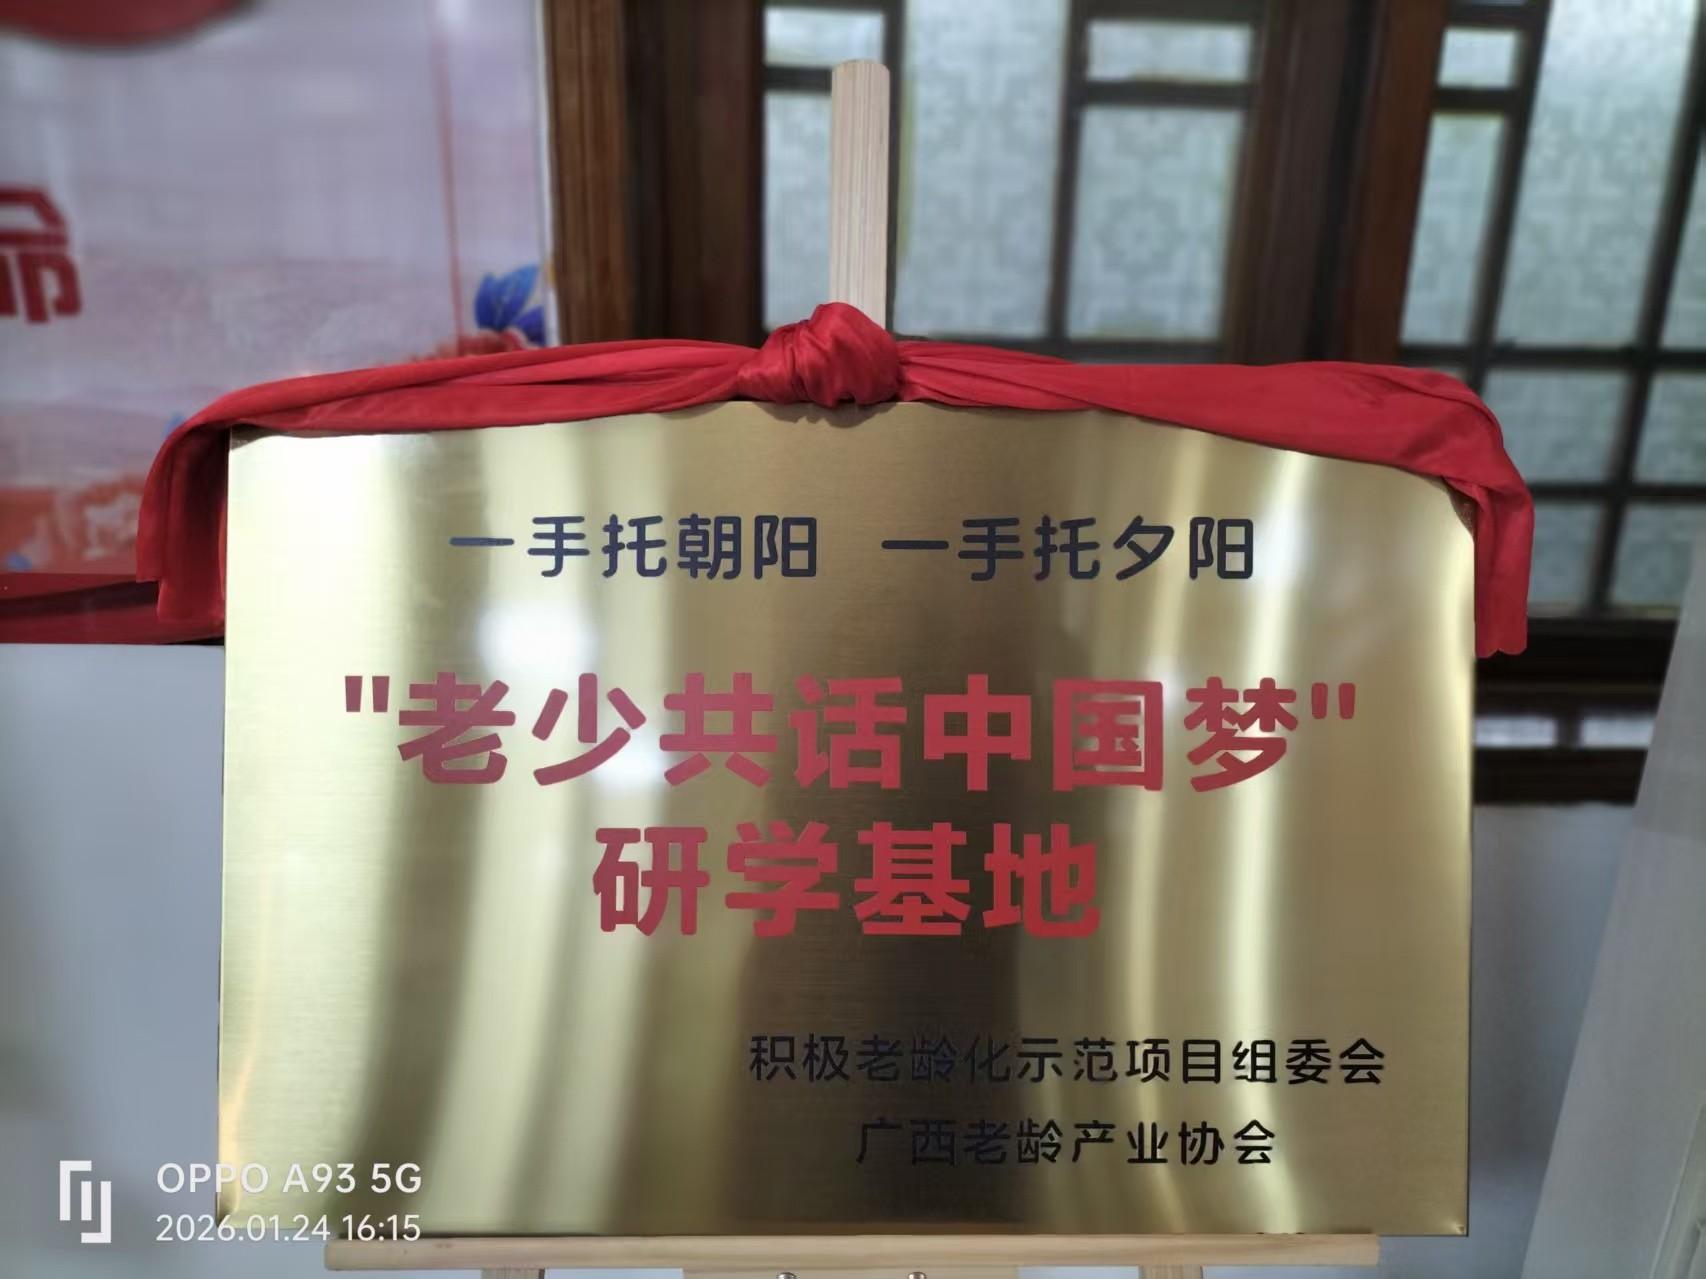 一手托朝阳 一手托夕阳
"老少共话中国梦"
研学基地
积极老龄化示范项目组委会
广西老龄产业协会
OPPO A93 5G
2026.01.24 16:15